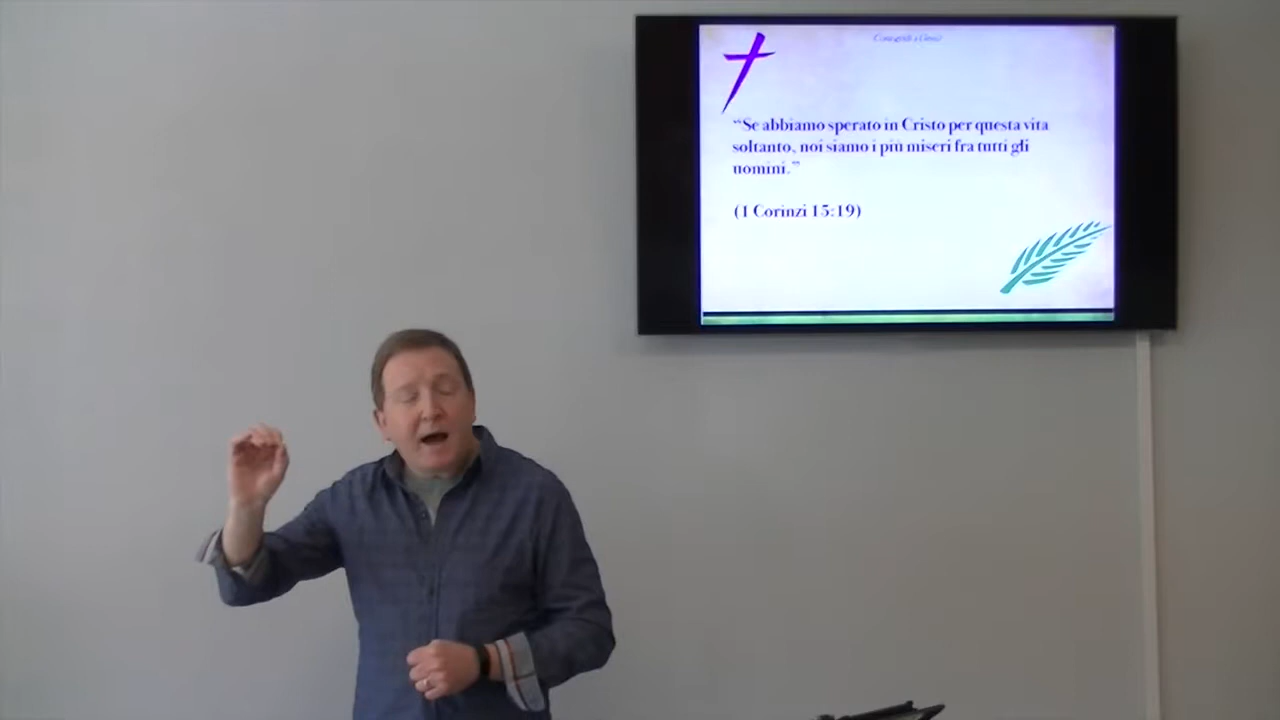 “Se abbiamo sperato in Cristo per questa vita
soltanto, noi siamo i più miseri fra tutti gli
uomini.”
(1 Corinzi 15:19)